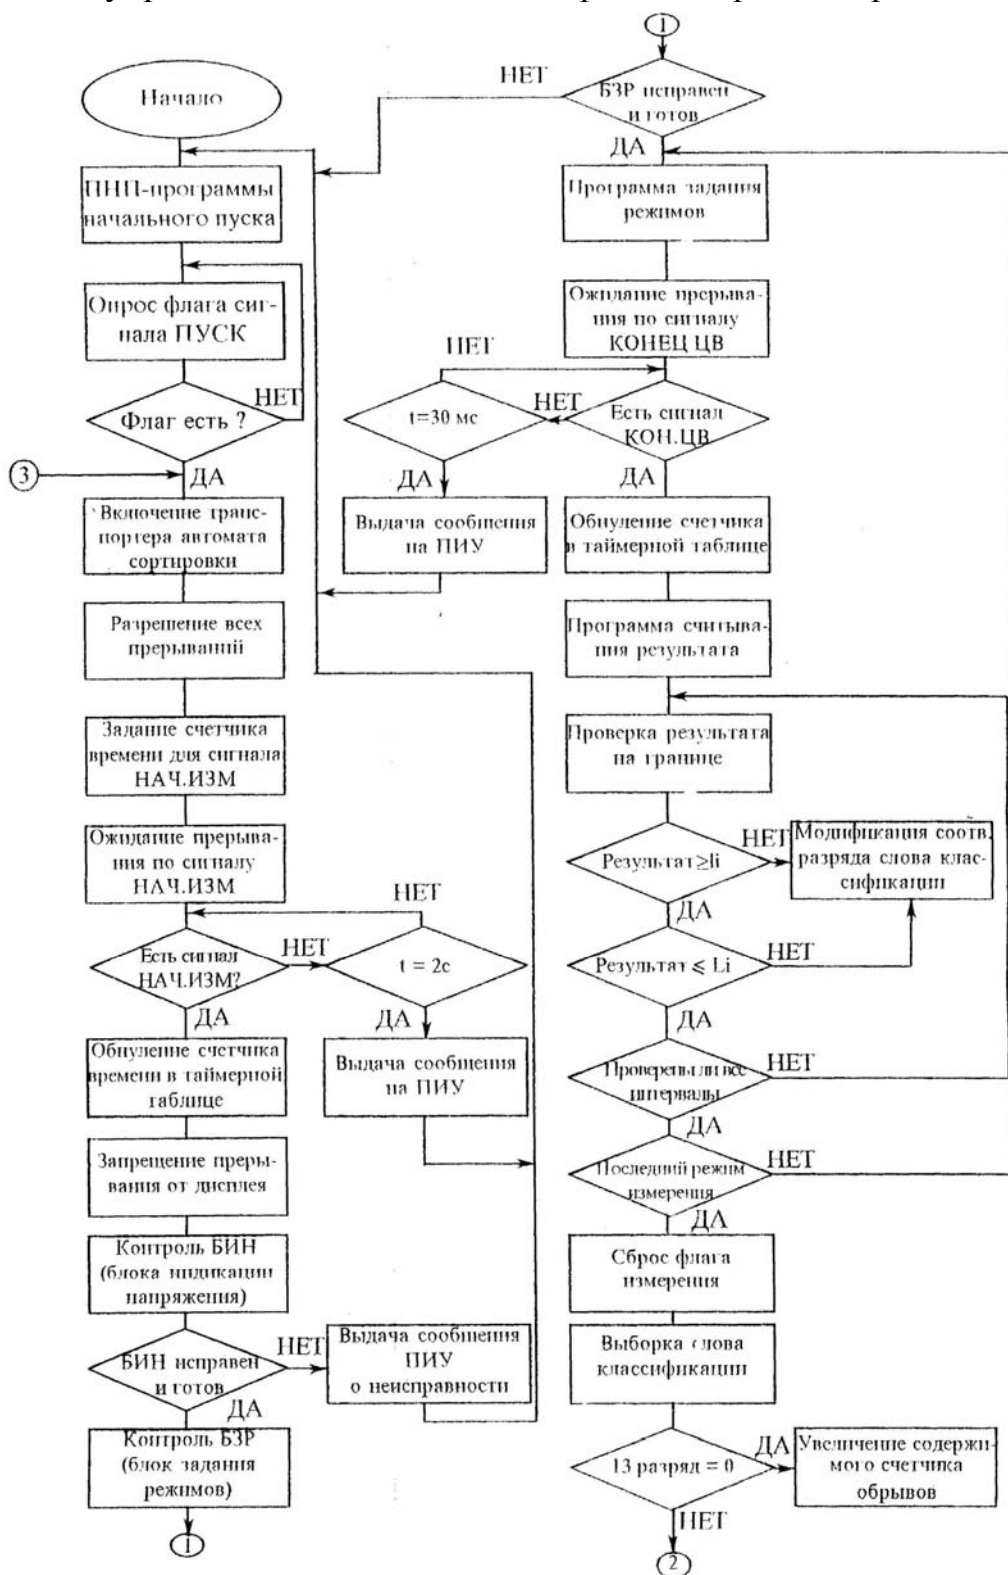 Начало
ПНП-программы
начального пуска
Опрос флага сиг-
нала ПУСК
Флаг есть ?
НЕТ
3
ДА
Включение транс-
портера автомата
сортировки
Разрешение всех
прерываний
Задание счетчика
времени для сигнала
НАЧ.ИЗМ
Ожидание прерыва-
ния по сигналу
НАЧ.ИЗМ
НЕТ
Есть сигнал
НАЧ.ИЗМ?
НЕТ
t = 2с
ДА
ДА
Обнуление счетчика
времени в таймерной
таблице
Выдача сообщения
на ПИУ
Запрещение преры-
вания от дисплея
Контроль БИН
(блока индикации
напряжения)
БИН исправен
и готов
НЕТ
Выдача сообщения
ПИУ
о неисправности
ДА
Контроль БЗР
(блок задания
режимов)
1
1
НЕТ
БЗР исправен
и готов
ДА
Программа задания
режимов
Ожидание прерыва-
ния по сигналу
КОНЕЦ ЦВ
НЕТ
t=30 мс
НЕТ
Есть сигнал
КОН.ЦВ
ДА
ДА
Выдача сообщения
на ПИУ
Обнуление счетчика
в таймерной таблице
Программа считыва-
ния результата
Проверка результата
на границе
Результат ≥li
НЕТ
Модификация соотв.
разряда слова клас-
сификации
ДА
Результат ⩽ Li
НЕТ
ДА
Проверены ли все
интервалы
НЕТ
ДА
Последний режим
измерения
НЕТ
ДА
Сброс флага
измерения
Выборка слова
классификации
13 разряд = 0
ДА
Увеличение содержи-
мого счетчика
обрывов
НЕТ
2